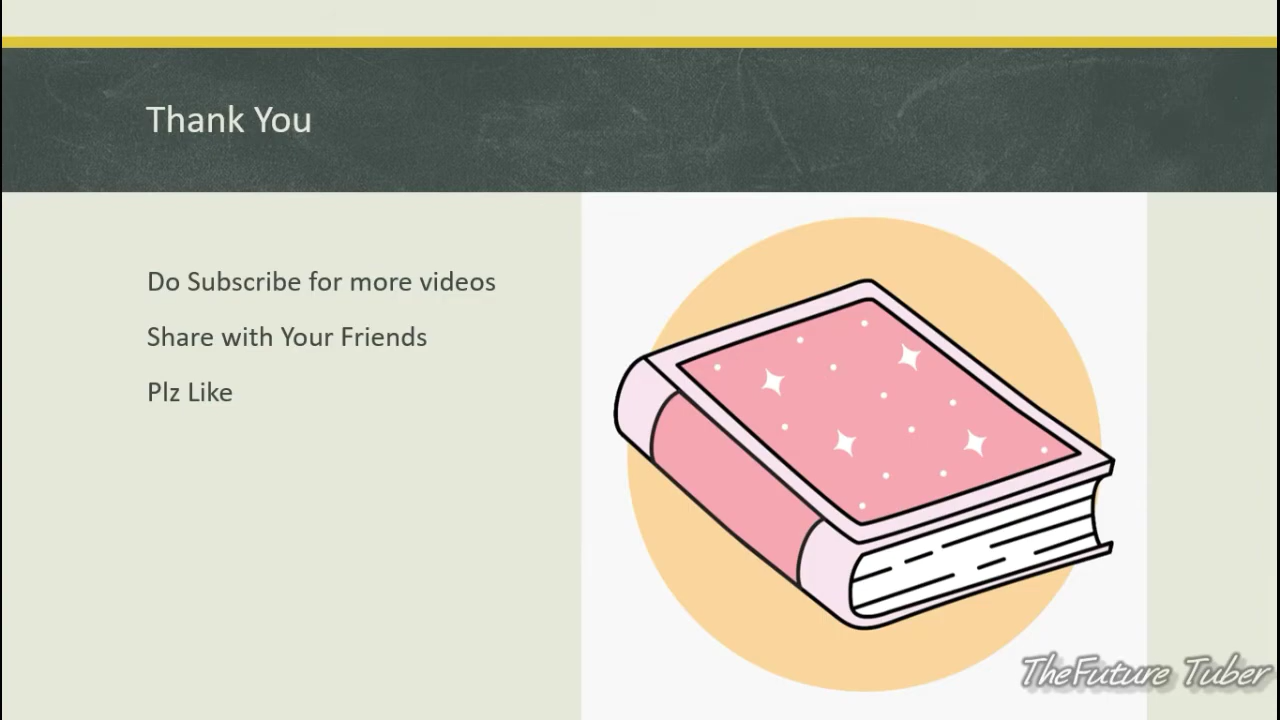 Thank You
Do Subscribe for more videos
Share with Your Friends
Plz Like
TheFuture Tuber